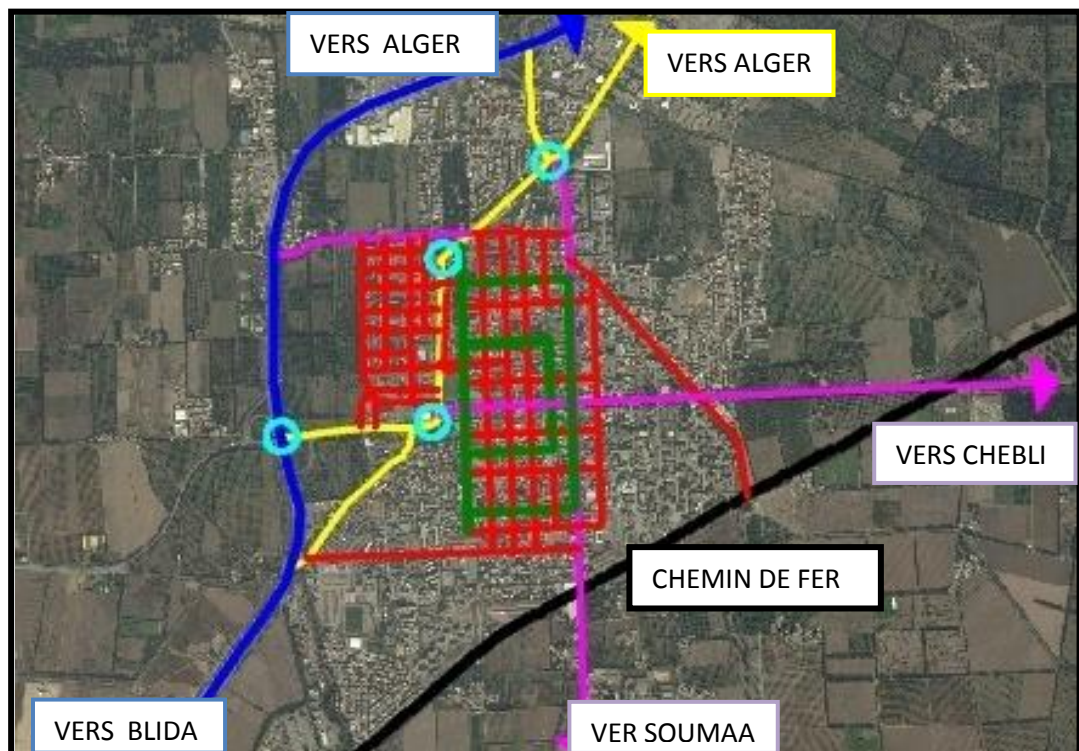 VERS ALGER
VERS ALGER
VERS CHEBLI
CHEMIN DE FER
VERS BLIDA
VER SOUMAA